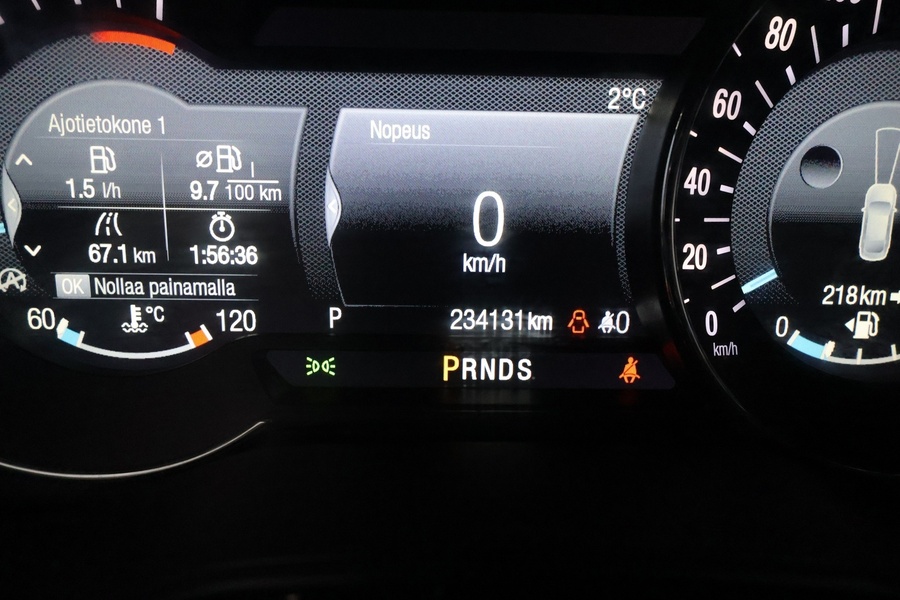 80
2°C
60
Ajotietokone 1
Nopeus
1.5 l/h
9.7 l/100 km
40
0
67.1 km
1:56:36
km/h
20
OK Nollaa painamalla
218km
60
°C
120
P
234131km
0
0
km/h
0
PRNDS